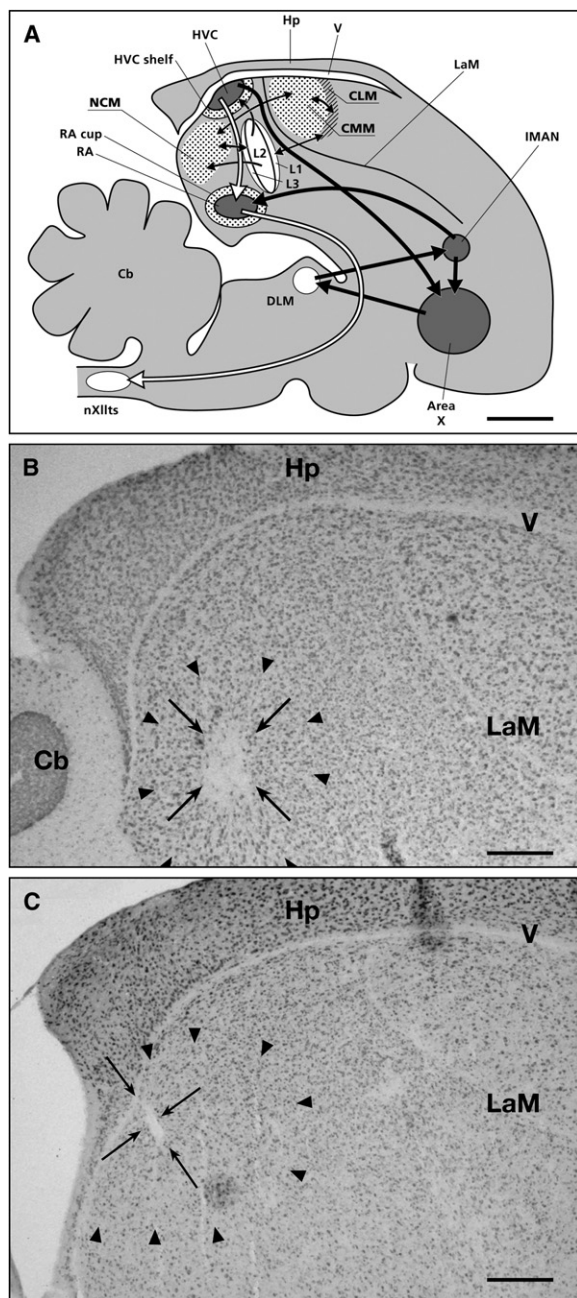 A
HVC
Hp
V
HVC shelf
LaM
NCM
CLM
CMM
RA cup
RA
IMAN
L2
L1
L3
Cb
DLM
nXIIts
Area
X
B
Hp
V
LaM
Cb
C
Hp
V
LaM